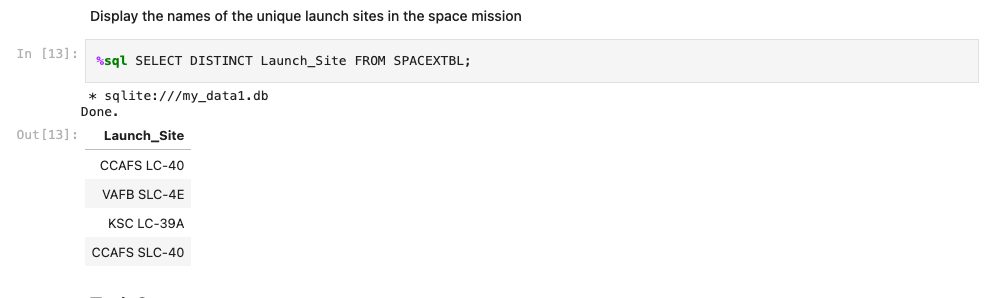 Display the names of the unique launch sites in the space mission
In [13]: %sql SELECT DISTINCT Launch_Site FROM SPACEXTBL;
* sqlite:///my_data1.db
Done.
Out[13]: Launch_Site
CCAFS LC-40
VAFB SLC-4E
KSC LC-39A
CCAFS SLC-40